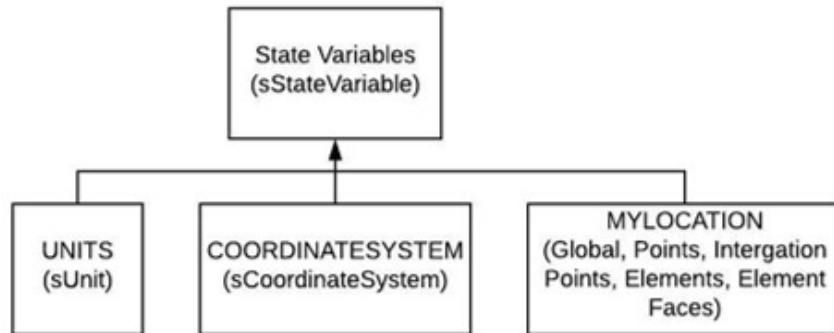 State Variables
(sStateVariable)
UNITS
(sUnit)
COORDINATESYSTEM
(sCoordinateSystem)
MYLOCATION
(Global, Points, Intergation
Points, Elements, Element
Faces)